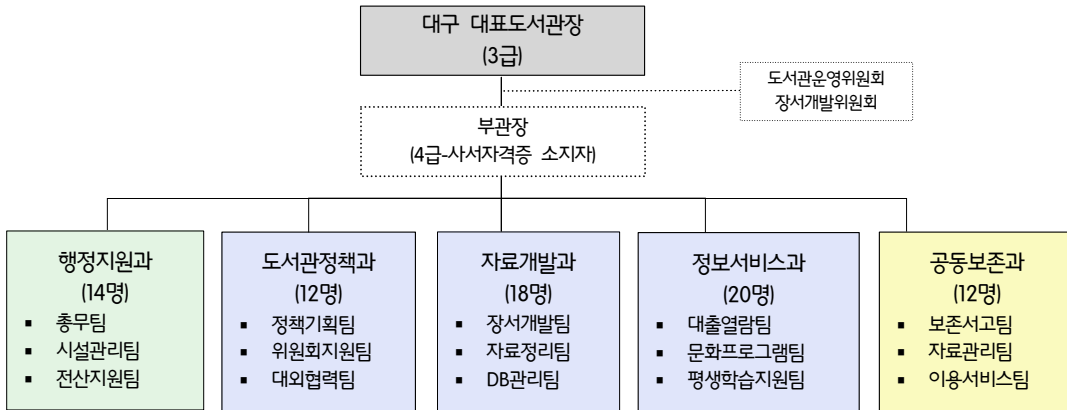 대구 대표도서관장
(3급)
도서관운영위원회
장서개발위원회
부관장
(4급-사서자격증 소지자)
행정지원과
(14명)
▪ 총무팀
▪ 시설관리팀
▪ 전산지원팀
도서관정책과
(12명)
▪ 정책기획팀
▪ 위원회지원팀
▪ 대외협력팀
자료개발과
(18명)
▪ 장서개발팀
▪ 자료정리팀
▪ DB관리팀
정보서비스과
(20명)
▪ 대출열람팀
▪ 문화프로그램팀
▪ 평생학습지원팀
공동보존과
(12명)
▪ 보존서고팀
▪ 자료관리팀
▪ 이용서비스팀